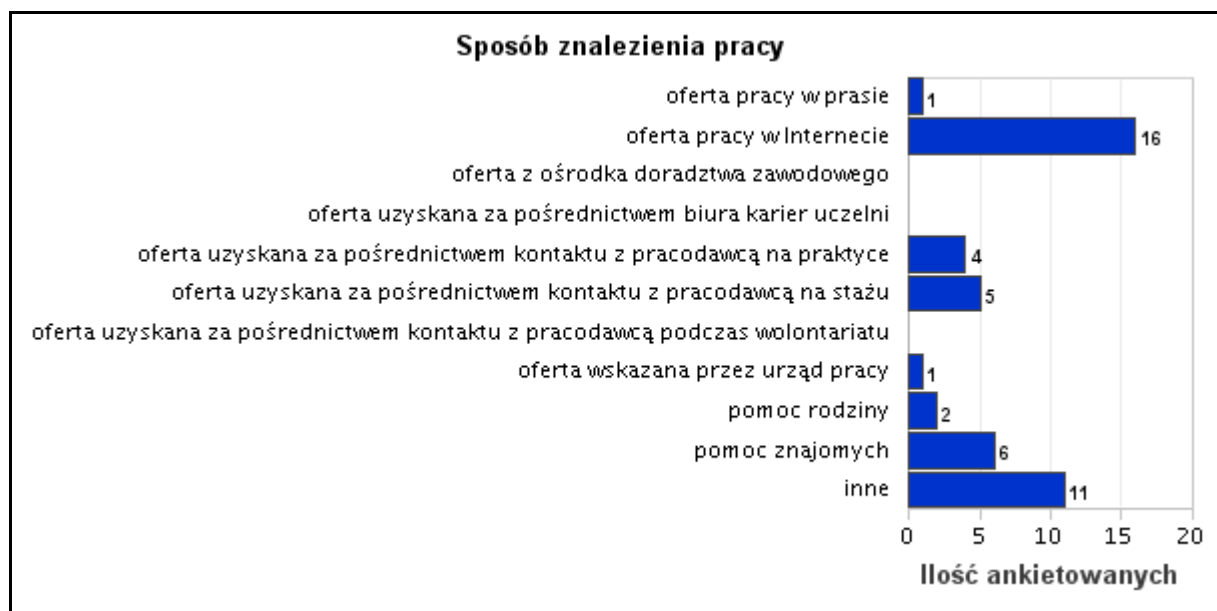 Sposób znalezienia pracy
oferta pracy w prasie 1
oferta pracy w Internecie 16
oferta z ośrodka doradztwa zawodowego
oferta uzyskana za pośrednictwem biura karier uczelni
oferta uzyskana za pośrednictwem kontaktu z pracodawcą na praktyce 4
oferta uzyskana za pośrednictwem kontaktu z pracodawcą na stażu 5
oferta uzyskana za pośrednictwem kontaktu z pracodawcą podczas wolontariatu
oferta wskazana przez urząd pracy 1
pomoc rodziny 2
pomoc znajomych 6
inne 11
0 5 10 15 20
Ilość ankietowanych